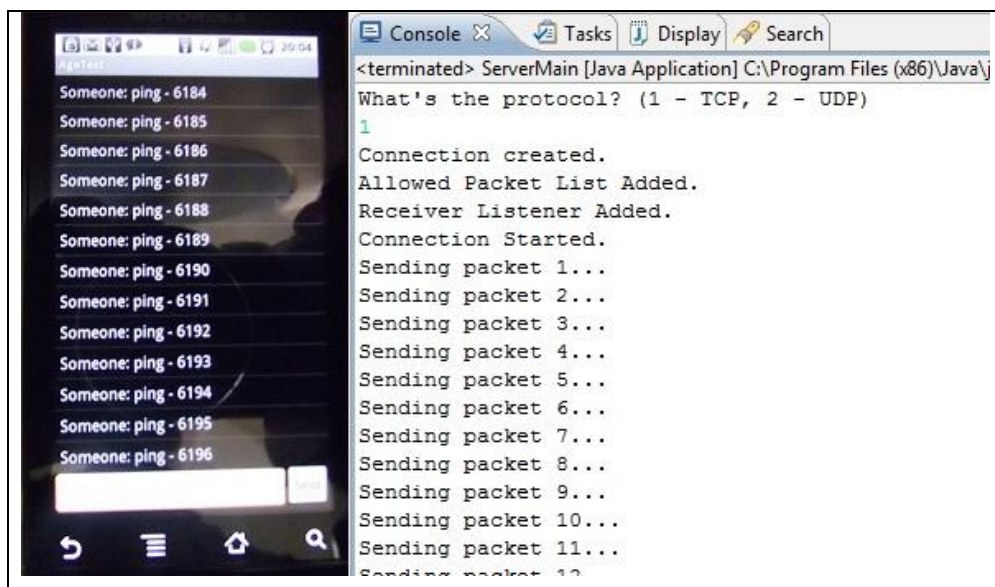 20:04
AgeTest
Someone: ping - 6184
Someone: ping - 6185
Someone: ping - 6186
Someone: ping - 6187
Someone: ping - 6188
Someone: ping - 6189
Someone: ping - 6190
Someone: ping - 6191
Someone: ping - 6192
Someone: ping - 6193
Someone: ping - 6194
Someone: ping - 6195
Someone: ping - 6196
Send
Console Tasks Display Search
<terminated> ServerMain [Java Application] C:\Program Files (x86)\Java\j
What's the protocol? (1 - TCP, 2 - UDP)
1
Connection created.
Allowed Packet List Added.
Receiver Listener Added.
Connection Started.
Sending packet 1...
Sending packet 2...
Sending packet 3...
Sending packet 4...
Sending packet 5...
Sending packet 6...
Sending packet 7...
Sending packet 8...
Sending packet 9...
Sending packet 10...
Sending packet 11...
Sending packet 12